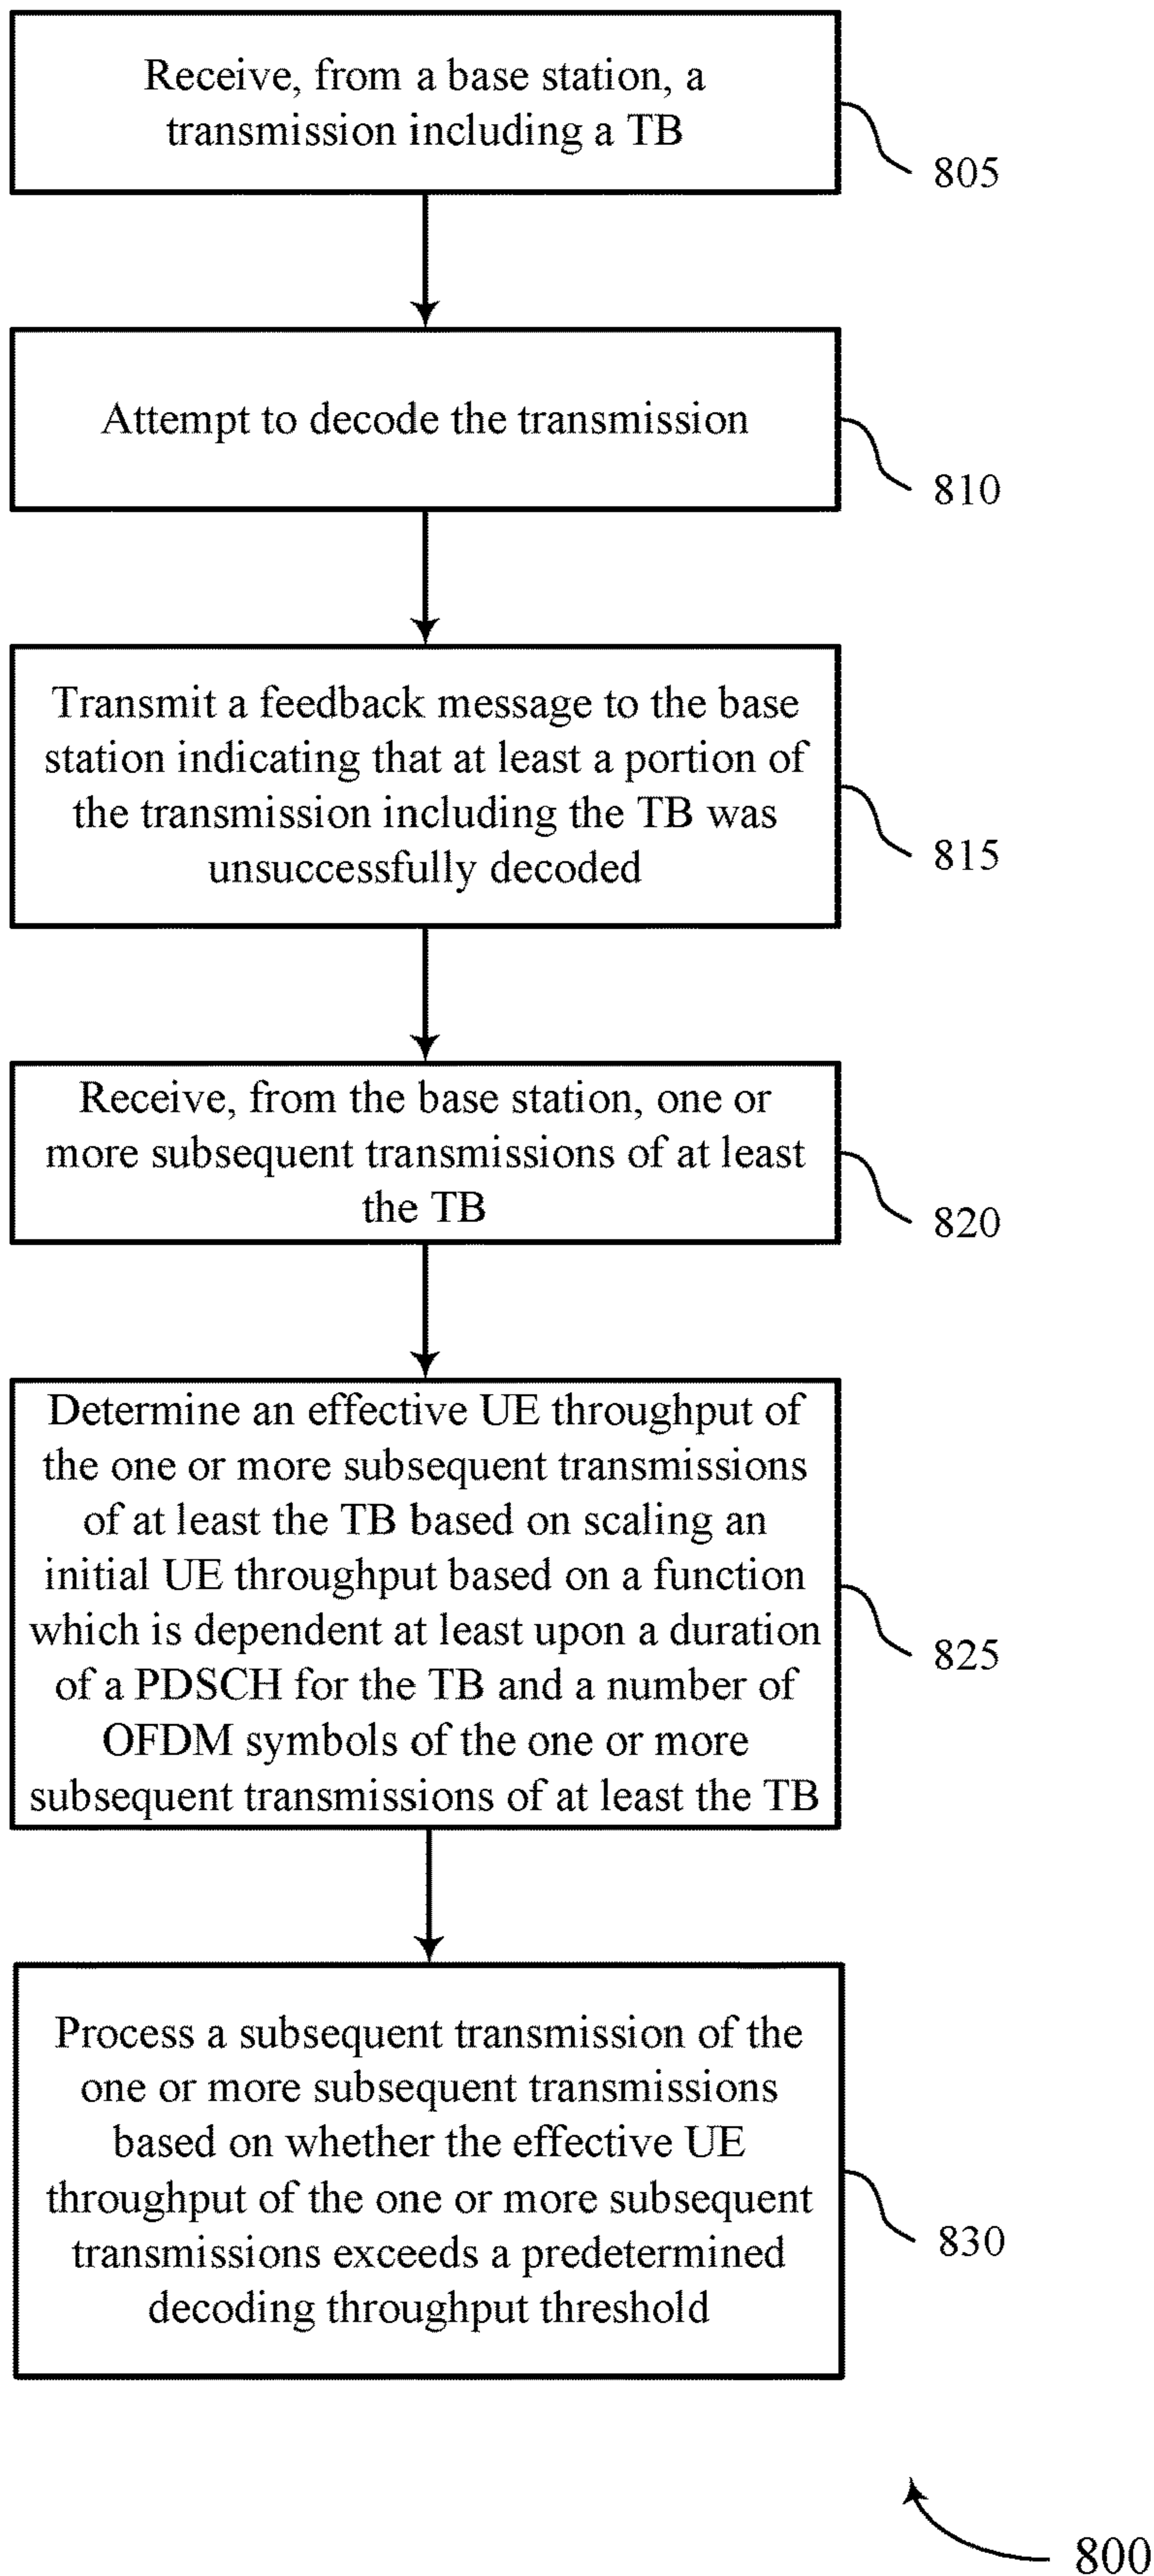 Receive, from a base station, a
transmission including a TB
805
Attempt to decode the transmission
810
Transmit a feedback message to the base
station indicating that at least a portion of
the transmission including the TB was
unsuccessfully decoded
815
Receive, from the base station, one or
more subsequent transmissions of at least
the TB
820
Determine an effective UE throughput of
the one or more subsequent transmissions
of at least the TB based on scaling an
initial UE throughput based on a function
which is dependent at least upon a duration
of a PDSCH for the TB and a number of
OFDM symbols of the one or more
subsequent transmissions of at least the TB
825
Process a subsequent transmission of the
one or more subsequent transmissions
based on whether the effective UE
throughput of the one or more subsequent
transmissions exceeds a predetermined
decoding throughput threshold
830
800